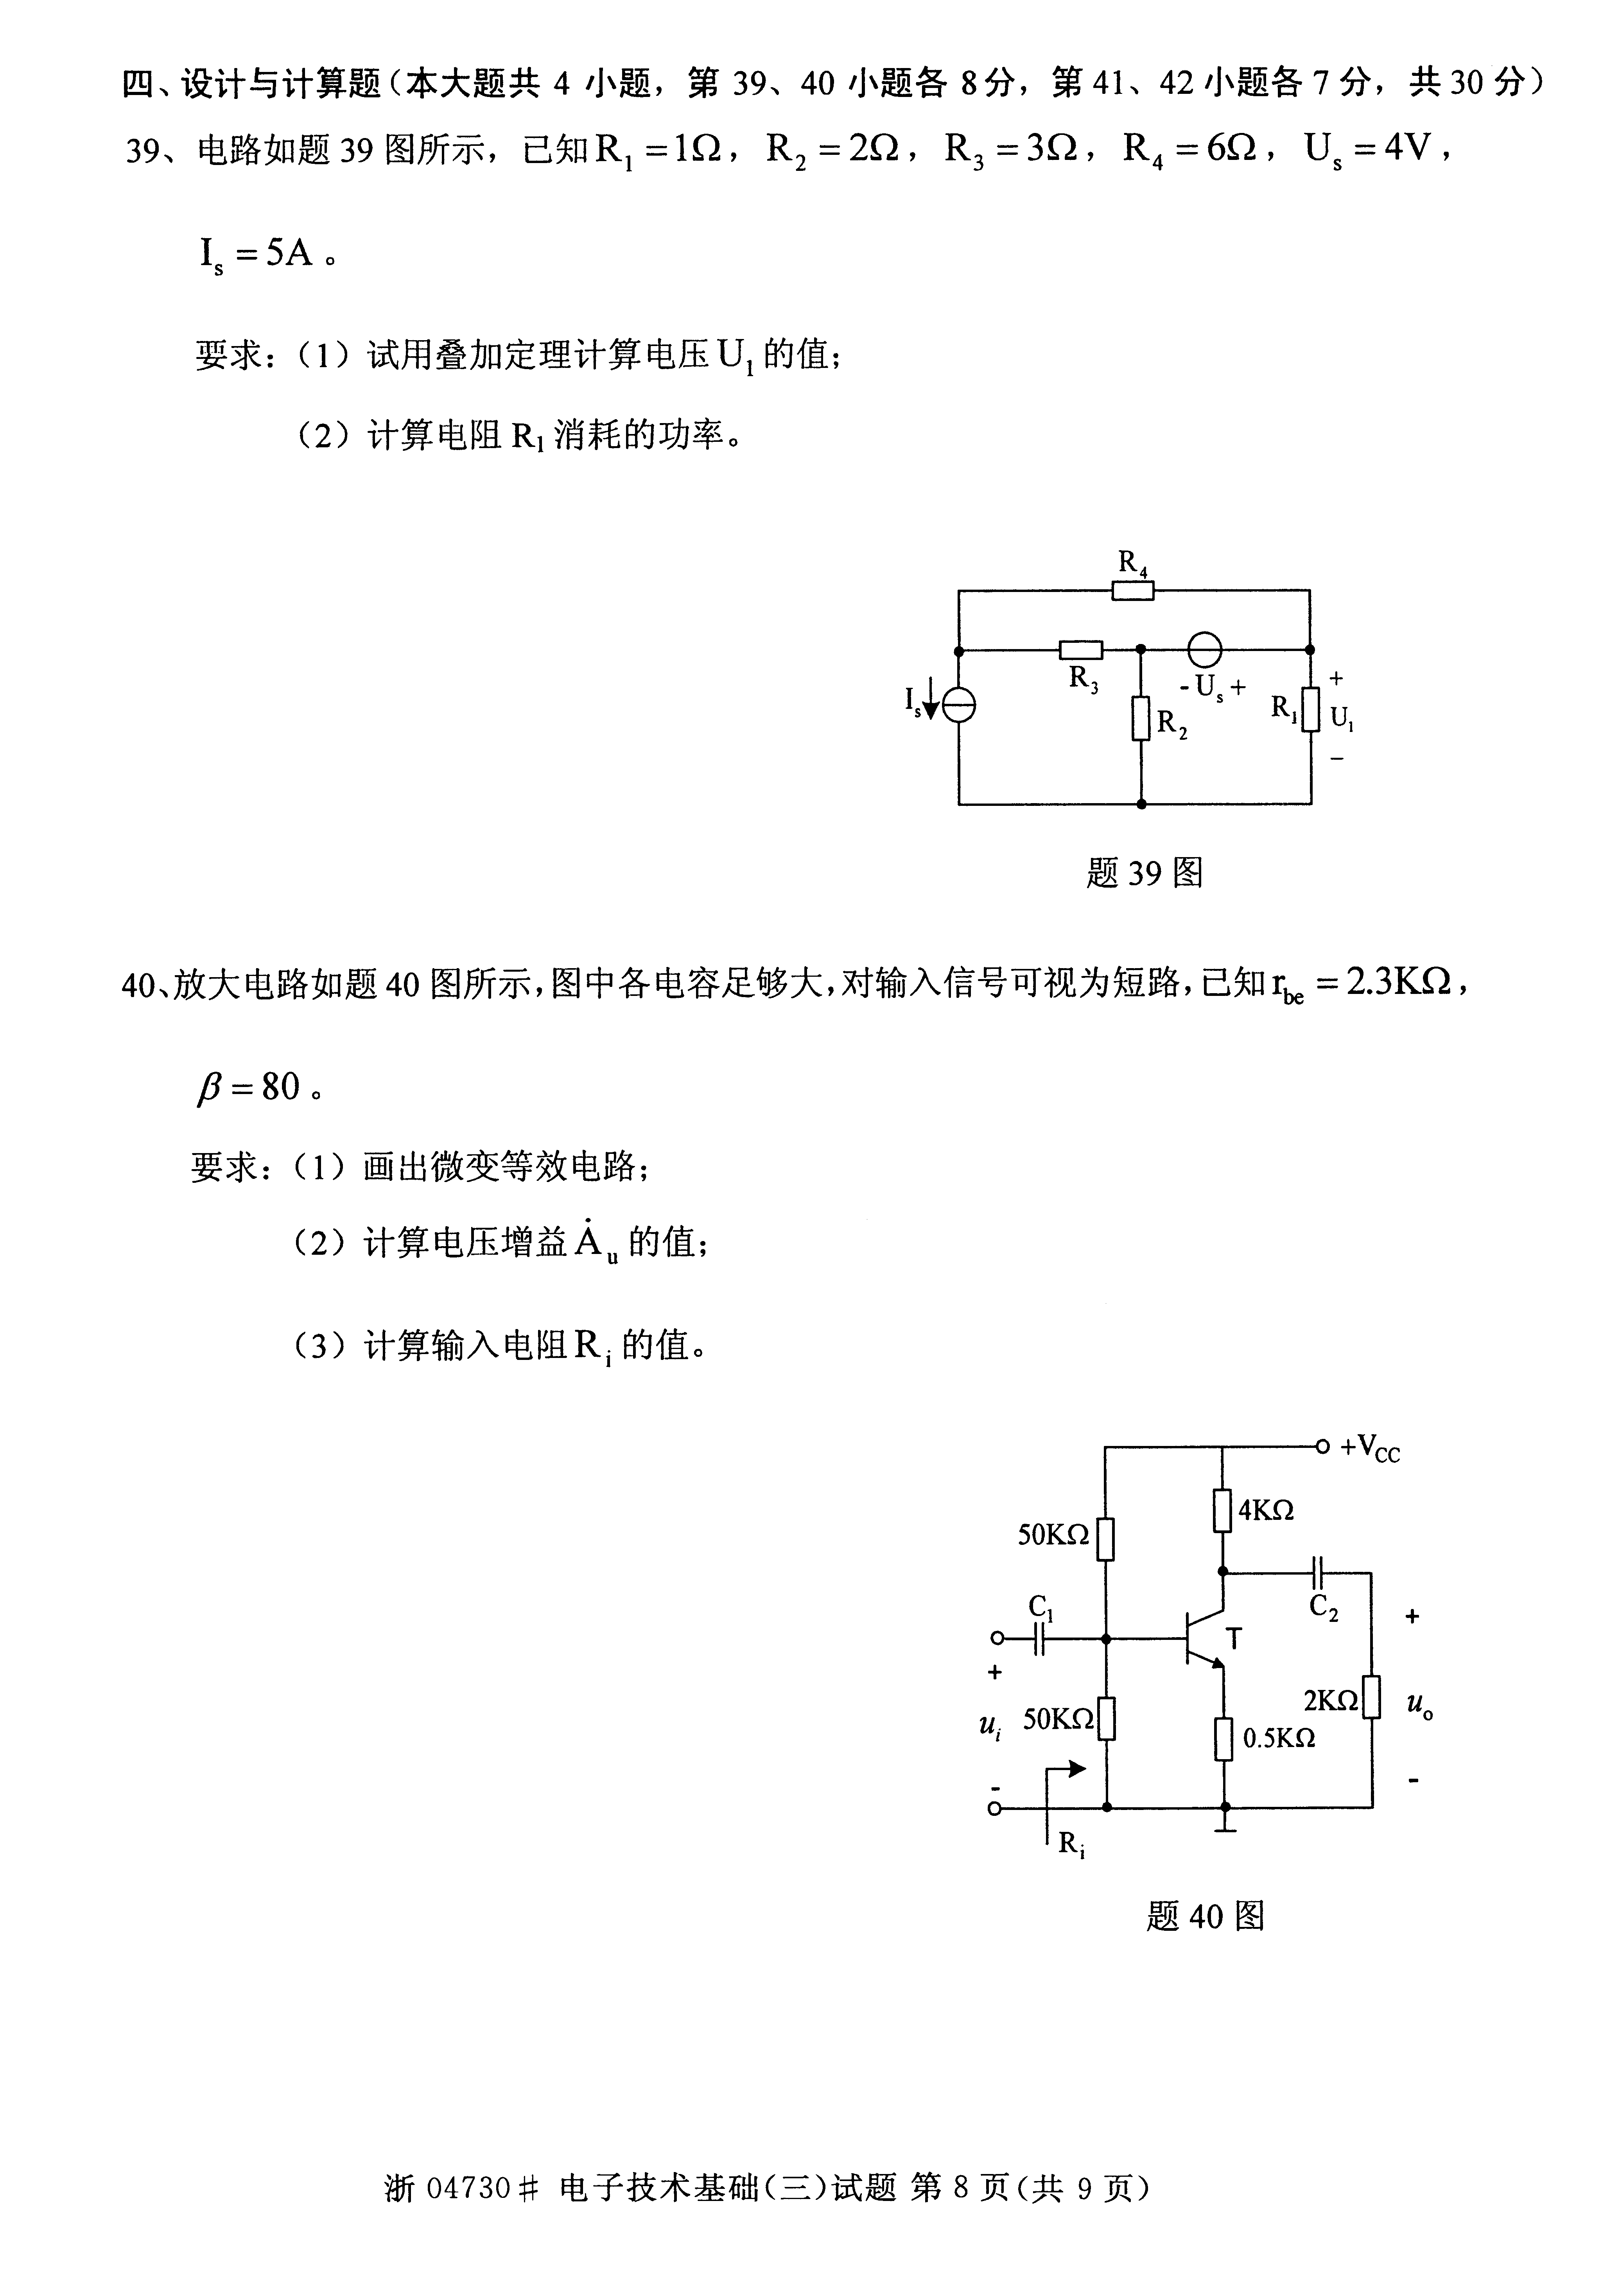 四、设计与计算题(本大题共 4 小题，第 39、40 小题各 8分，第 41、42 小题各 7 分，共 30 分)
39、电路如题 39 图所示，已知 R₁ =1Ω，R₂ =2Ω，R₃ =3Ω，R₄ =6Ω，Uₛ =4V，
Iₛ =5A。
要求:（1）试用叠加定理计算电压 U₁ 的值;
（2）计算电阻 R₁ 消耗的功率。
R₄
R₃
- Uₛ +
Iₛ
R₂
R₁
+
U₁
−
题 39 图
40、放大电路如题 40 图所示,图中各电容足够大,对输入信号可视为短路,已知 r_be =2.3KΩ，
β=80。
要求:（1）画出微变等效电路;
（2）计算电压增益 Ȧᵤ 的值;
（3）计算输入电阻 Rᵢ 的值。
+V_CC
4KΩ
50KΩ
C₁
C₂
+
T
+
uᵢ
50KΩ
2KΩ
uₒ
0.5KΩ
-
-
Rᵢ
题 40 图
浙 04730# 电子技术基础(三)试题 第 8 页(共 9 页)